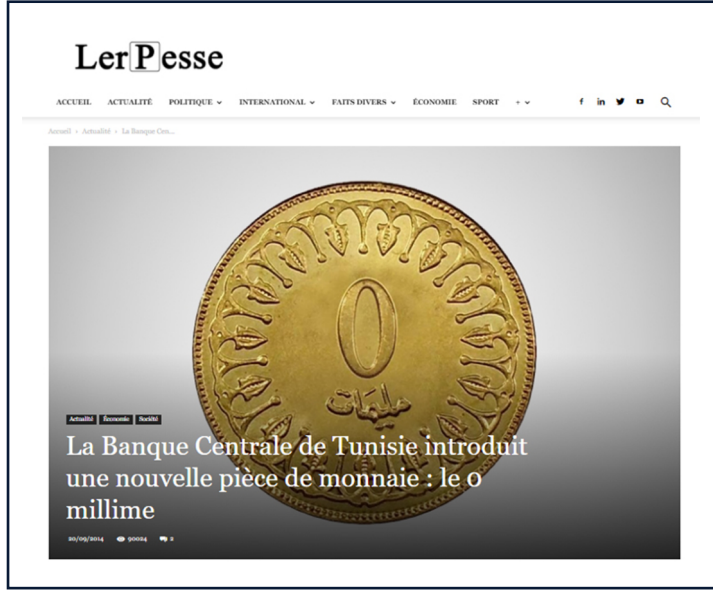 LerPesse
ACCUEIL ACTUALITÉ POLITIQUE INTERNATIONAL FAITS DIVERS ÉCONOMIE SPORT +
Accueil › Actualité › La Banque Cen...
0
مليمات
Actualité Économie Société
La Banque Centrale de Tunisie introduit
une nouvelle pièce de monnaie : le 0
millime
20/09/2014 90024 2